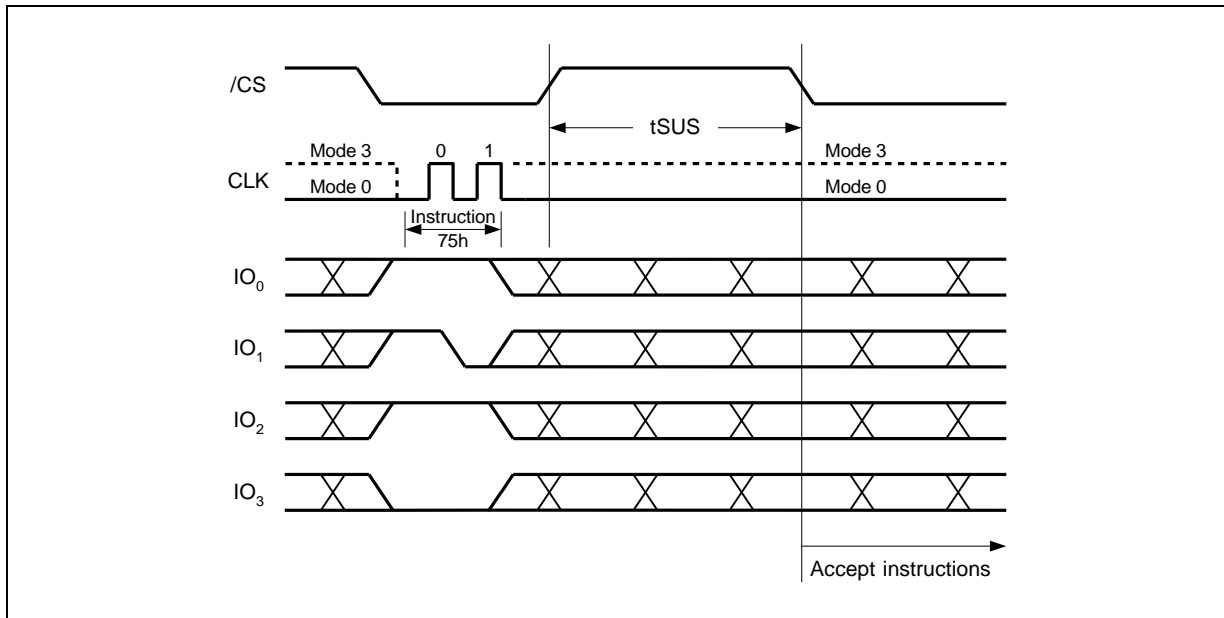 /CS
tSUS
Mode 3 0 1 Mode 3
CLK
Mode 0 Mode 0
Instruction
75h
IO0
IO1
IO2
IO3
Accept instructions